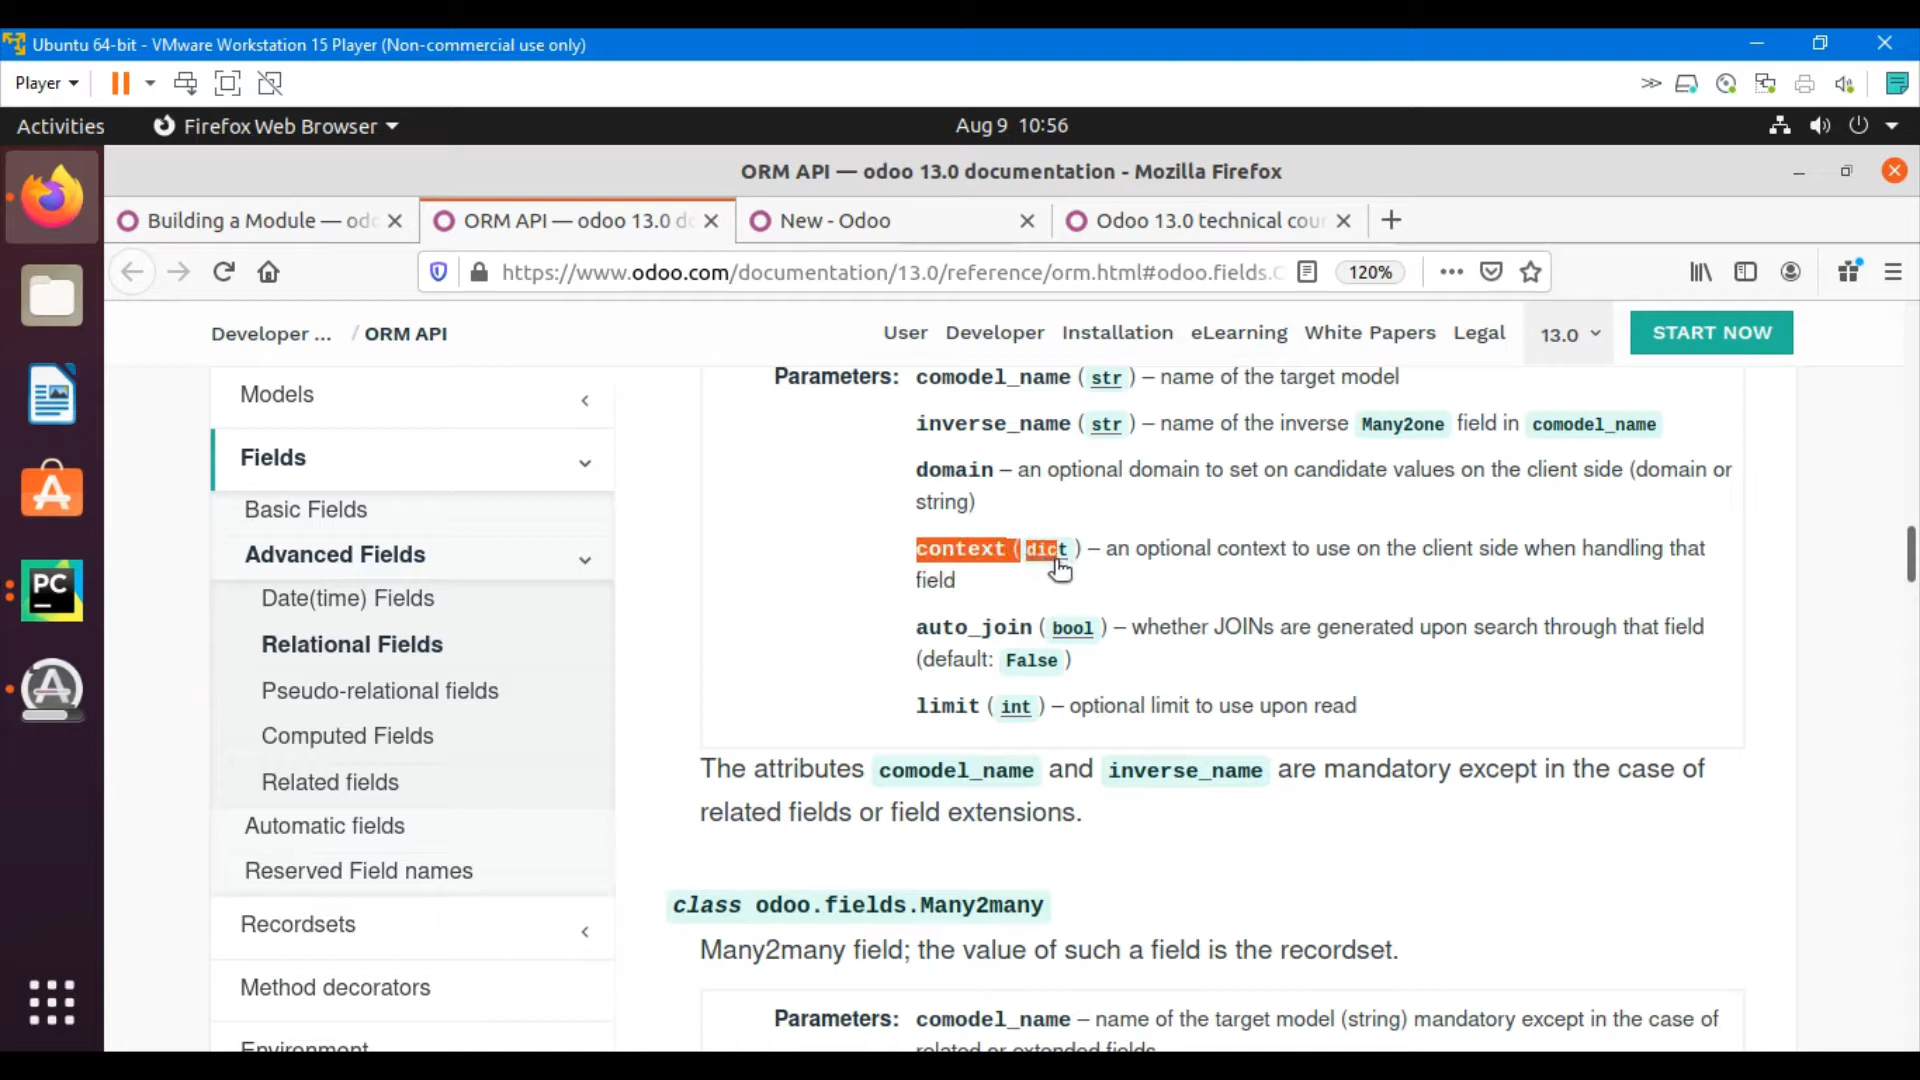 Ubuntu 64-bit - VMware Workstation 15 Player (Non-commercial use only)
Player
Activities
Firefox Web Browser
Aug 9 10:56
ORM API — odoo 13.0 documentation - Mozilla Firefox
Building a Module — odo
ORM API — odoo 13.0 do
New - Odoo
Odoo 13.0 technical cour
https://www.odoo.com/documentation/13.0/reference/orm.html#odoo.fields.C
120%
Developer ... / ORM API
User Developer Installation eLearning White Papers Legal 13.0 START NOW
Models
Fields
Basic Fields
Advanced Fields
Date(time) Fields
Relational Fields
Pseudo-relational fields
Computed Fields
Related fields
Automatic fields
Reserved Field names
Recordsets
Method decorators
Environment
Parameters: comodel_name (str) – name of the target model
inverse_name (str) – name of the inverse Many2one field in comodel_name
domain – an optional domain to set on candidate values on the client side (domain or
string)
context (dict) – an optional context to use on the client side when handling that
field
auto_join (bool) – whether JOINs are generated upon search through that field
(default: False)
limit (int) – optional limit to use upon read
The attributes comodel_name and inverse_name are mandatory except in the case of
related fields or field extensions.
class odoo.fields.Many2many
Many2many field; the value of such a field is the recordset.
Parameters: comodel_name – name of the target model (string) mandatory except in the case of
related or extended fields
PC